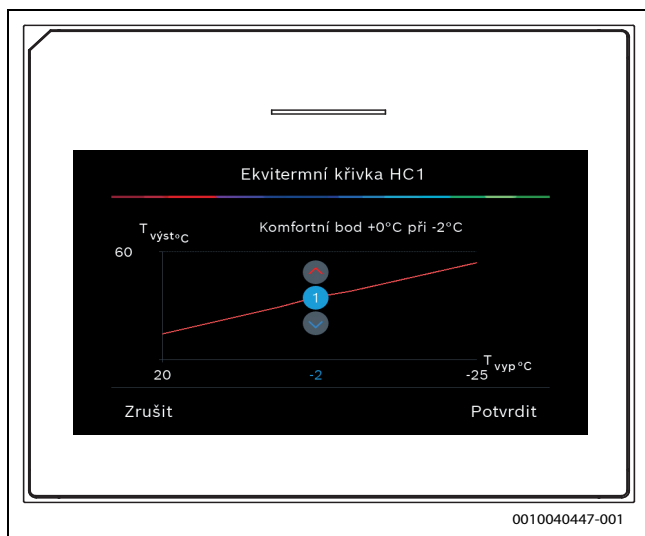 Ekvitermní křivka HC1
T výst°C
Komfortní bod +0°C při -2°C
60
1
T vyp°C
20 -2 -25
Zrušit Potvrdit
0010040447-001